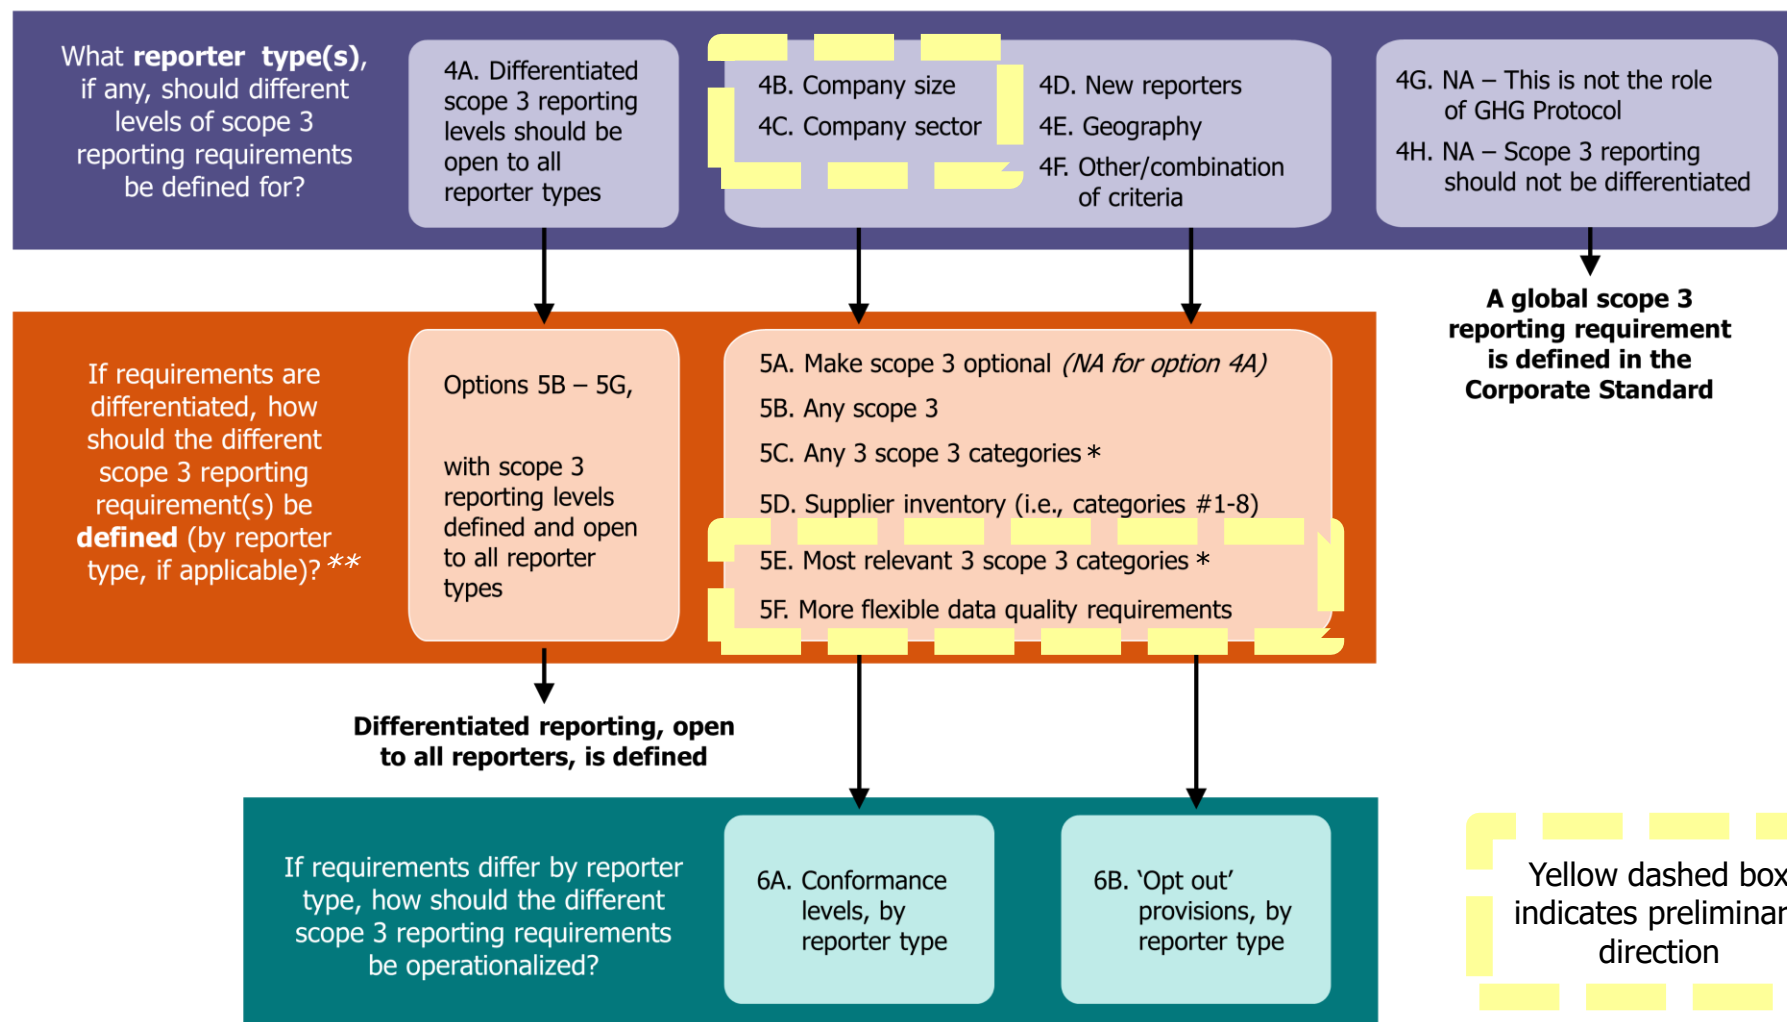 What reporter type(s),
if any, should different
levels of scope 3
reporting requirements
be defined for?
4A. Differentiated
scope 3 reporting
levels should be
open to all
reporter types
4B. Company size
4C. Company sector
4D. New reporters
4E. Geography
4F. Other/combination
of criteria
4G. NA – This is not the role
of GHG Protocol
4H. NA – Scope 3 reporting
should not be differentiated
A global scope 3
reporting requirement
is defined in the
Corporate Standard
If requirements are
differentiated, how
should the different
scope 3 reporting
requirement(s) be
defined (by reporter
type, if applicable)? **
Options 5B – 5G,
with scope 3
reporting levels
defined and open
to all reporter
types
5A. Make scope 3 optional (NA for option 4A)
5B. Any scope 3
5C. Any 3 scope 3 categories *
5D. Supplier inventory (i.e., categories #1-8)
5E. Most relevant 3 scope 3 categories *
5F. More flexible data quality requirements
Differentiated reporting, open
to all reporters, is defined
If requirements differ by reporter
type, how should the different
scope 3 reporting requirements
be operationalized?
6A. Conformance
levels, by
reporter type
6B. ‘Opt out’
provisions, by
reporter type
Yellow dashed box
indicates preliminar
direction